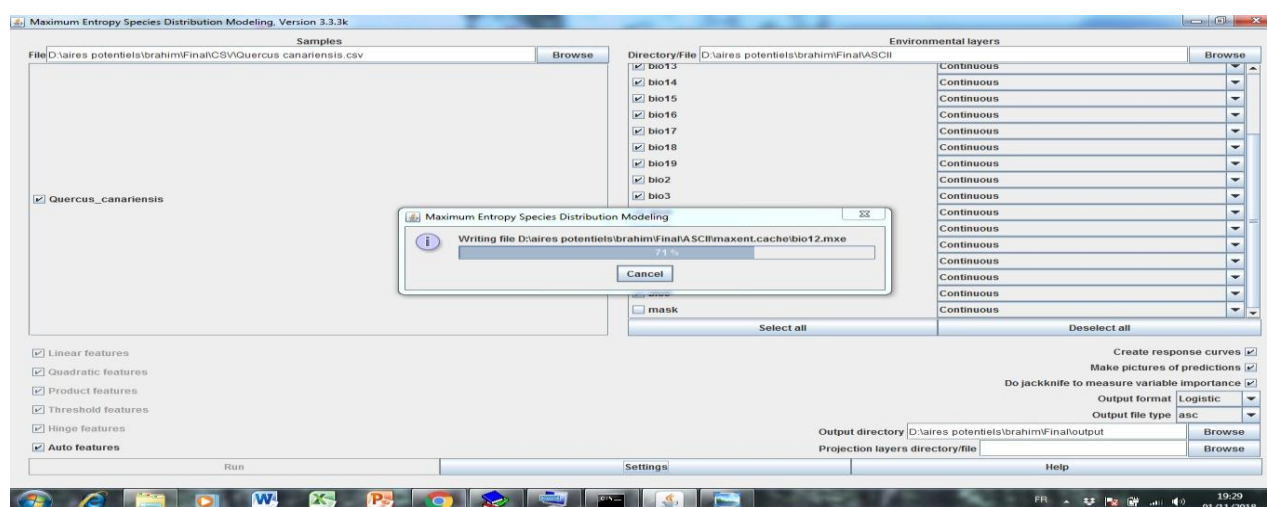 Maximum Entropy Species Distribution Modeling, Version 3.3.3k
Samples
File D:\aires potentiels\brahim\Final\CSV\Quercus canariensis.csv Browse
Quercus_canariensis
Environmental layers
Directory/File D:\aires potentiels\brahim\Final\ASCII Browse
bio13 Continuous
bio14 Continuous
bio15 Continuous
bio16 Continuous
bio17 Continuous
bio18 Continuous
bio19 Continuous
bio2 Continuous
bio3 Continuous
Continuous
Continuous
Continuous
Continuous
Continuous
Continuous
mask Continuous
Select all Deselect all
Maximum Entropy Species Distribution Modeling
Writing file D:\aires potentiels\brahim\Final\ASCII\maxent.cache\bio12.mxe
71 %
Cancel
Linear features
Quadratic features
Product features
Threshold features
Hinge features
Auto features
Create response curves
Make pictures of predictions
Do jackknife to measure variable importance
Output format Logistic
Output file type asc
Output directory D:\aires potentiels\brahim\Final\output Browse
Projection layers directory/file Browse
Run Settings Help
FR 19:29
01/11/2018